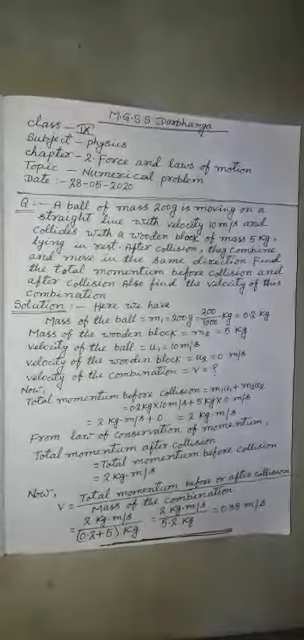 M.G.S.S Darbhanga
class - IX
Subject - physics
chapter - 2. Force and laws of motion
Topic - Numerical problem
Date :- 28-05-2020
Q. :- A ball of mass 200g is moving on a
straight line with velocity 10 m/s and
collides with a wooden block of mass 5 kg,
lying in rest. After collision, they combine
and move in the same direction. Find
the total momentum before collision and
after collision. Also find the velocity of this
combination
Solution :- Here we have
Mass of the ball = m₁ = 200g = 200/1000 kg = 0.2 kg
Mass of the wooden block = m₂ = 5 kg
velocity of the ball = u₁ = 10 m/s
velocity of the wooden block = u₂ = 0 m/s
velocity of the combination = v = ?
Now,
Total momentum before collision = m₁u₁ + m₂u₂
= 0.2 kg x 10 m/s + 5 kg x 0 m/s
= 2 kg.m/s + 0 = 2 kg.m/s
From law of conservation of momentum,
Total momentum after collision
= Total momentum before collision
= 2 kg.m/s
Now,
v = Total momentum before or after collision
Mass of the combination
= 2 kg.m/s / (0.2+5) kg = 2 kg.m/s / 5.2 kg = 0.38 m/s